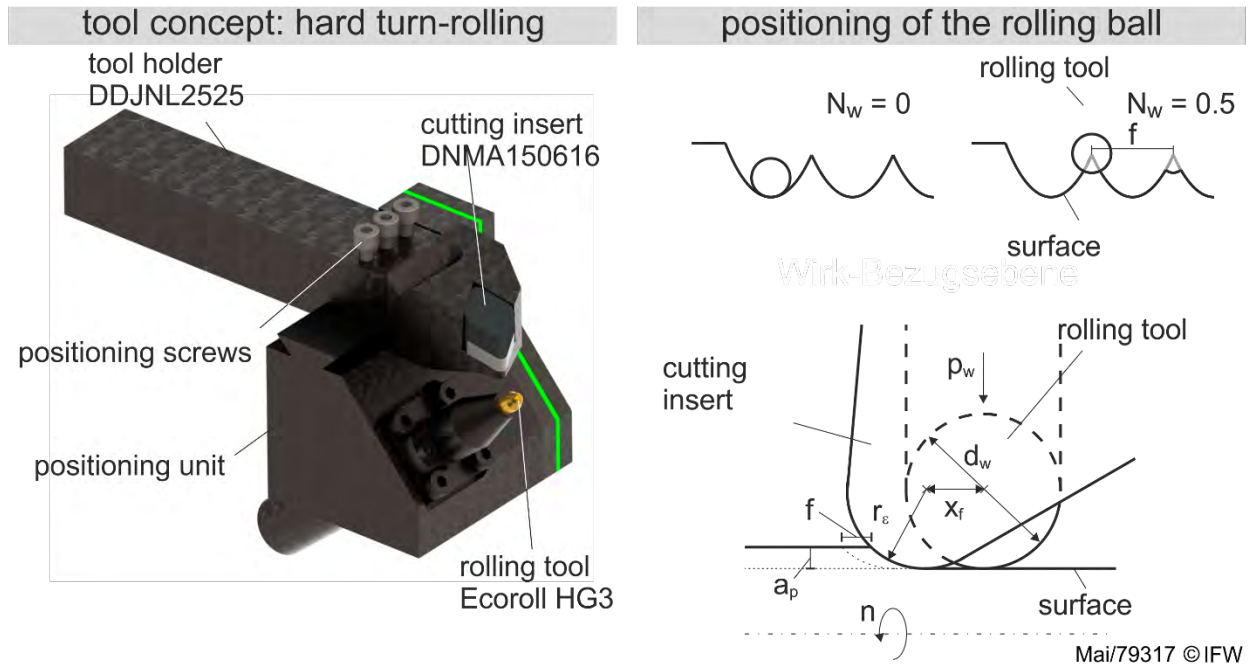 tool concept: hard turn-rolling
tool holder
DDJNL2525
cutting insert
DNMA150616
positioning screws
positioning unit
rolling tool
Ecoroll HG3
positioning of the rolling ball
rolling tool
N_w = 0
N_w = 0.5
f
surface
Wirk-Bezugsebene
rolling tool
cutting
insert
p_w
d_w
f
r_ε
x_f
a_p
surface
n
Mai/79317 © IFW